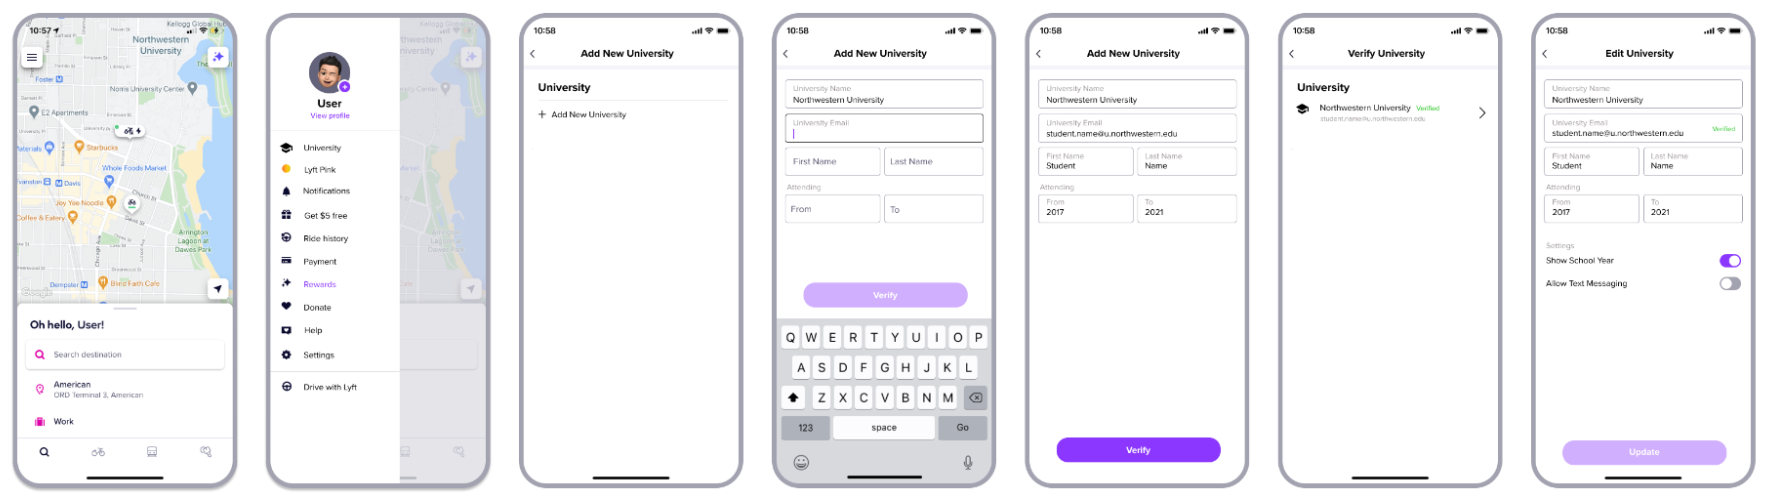 10:57
Kellogg Global Hub
Northwestern
University
Foster
Norris University Center
E2 Apartments
Starbucks
Whole Foods Market
Davis
Church St
Joy Yee Noodle
Davis St
Coffee & Eatery
Arrington
Lagoon at
Dawes Park
Dempster
Blind Faith Cafe
Google
Oh hello, User!
Search destination
American
ORD Terminal 3, American
Work
User
View profile
University
Lyft Pink
Notifications
Get $5 free
Ride history
Payment
Rewards
Donate
Help
Settings
Drive with Lyft
10:58
Add New University
University
+ Add New University
10:58
Add New University
University Name
Northwestern University
University Email
First Name
Last Name
Attending
From
To
Verify
Q W E R T Y U I O P
A S D F G H J K L
Z X C V B N M
123
space
Go
10:58
Add New University
University Name
Northwestern University
University Email
student.name@u.northwestern.edu
First Name
Student
Last Name
Name
Attending
From
2017
To
2021
Verify
10:58
Verify University
University
Northwestern University Verified
student.name@u.northwestern.edu
10:58
Edit University
University Name
Northwestern University
University Email
student.name@u.northwestern.edu
Verified
First Name
Student
Last Name
Name
Attending
From
2017
To
2021
Settings
Show School Year
Allow Text Messaging
Update